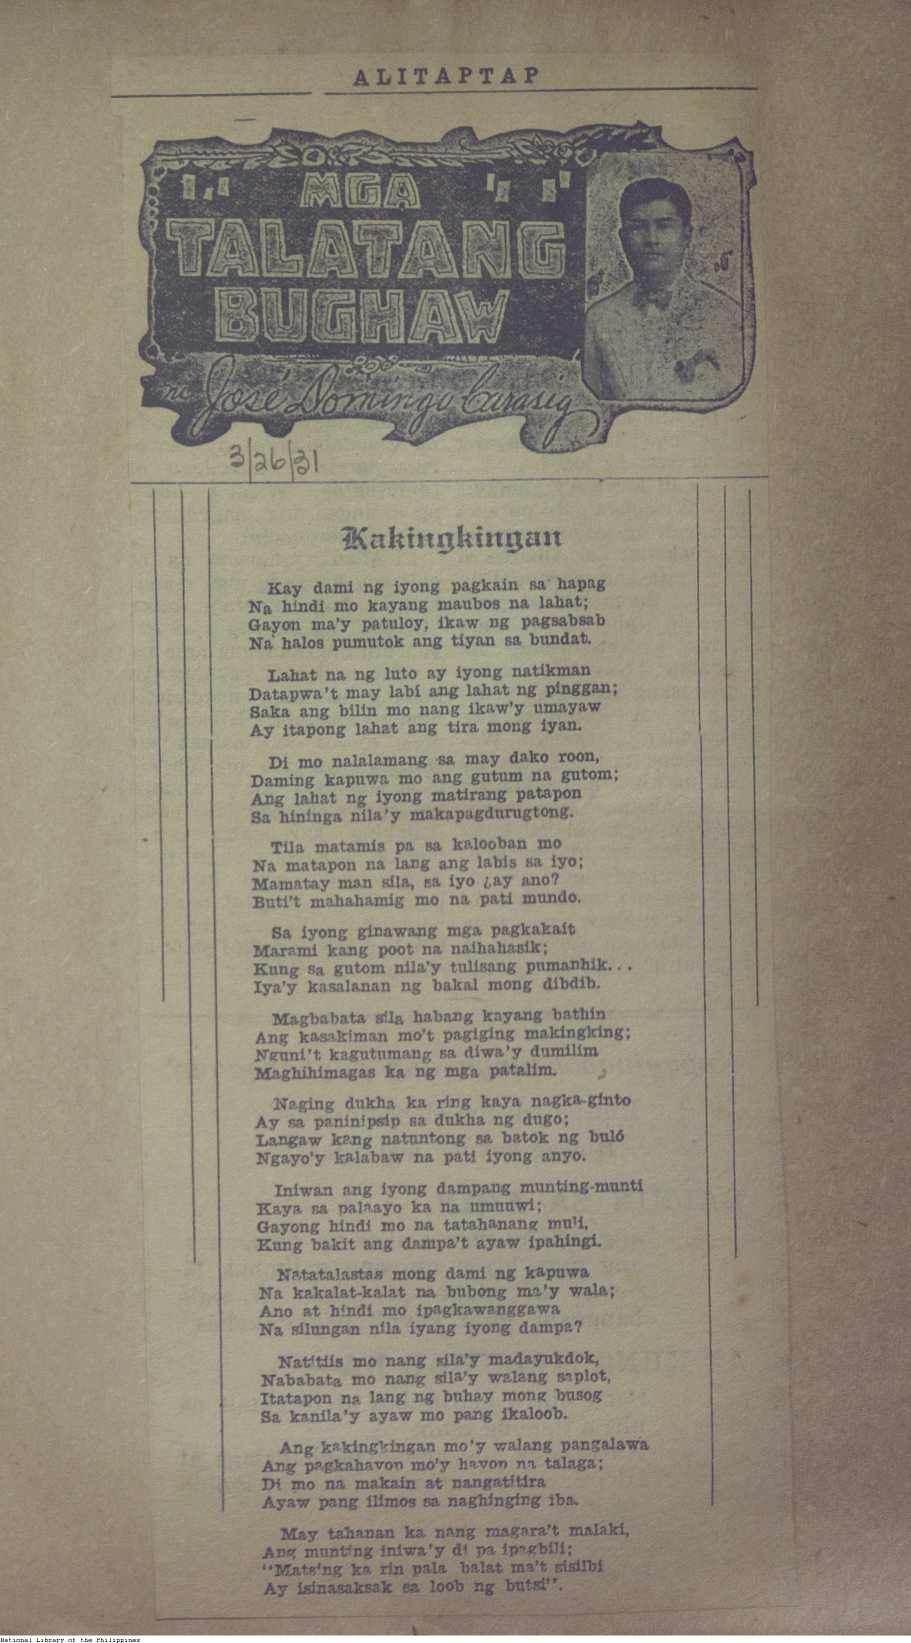 ALITAPTAP
MGA
TALATANG
BUGHAW
ni José Domingo Carasig
3/26/31
Kakingkingan
Kay dami ng iyong pagkain sa hapag
Na hindi mo kayang maubos na lahat;
Gayon ma'y patuloy, ikaw ng pagsabsab
Na halos pumutok ang tiyan sa bundat.
Lahat na ng luto ay iyong natikman
Datapwa't may labi ang lahat ng pinggan;
Saka ang bilin mo nang ikaw'y umayaw
Ay itapong lahat ang tira mong iyan.
Di mo nalalamang sa may dako roon,
Daming kapuwa mo ang gutum na gutom;
Ang lahat ng iyong matirang patapon
Sa hininga nila'y makapagdurugtong.
Tila matamis pa sa kalooban mo
Na matapon na lang ang labis sa iyo;
Mamatay man sila, sa iyo ¿ay ano?
Buti't mahahamig mo na pati mundo.
Sa iyong ginawang mga pagkakait
Marami kang poot na naihahasik;
Kung sa gutom nila'y tulisang pumanhik...
Iya'y kasalanan ng bakal mong dibdib.
Magbabata sila habang kayang bathin
Ang kasakiman mo't pagiging makingking;
Nguni't kagutumang sa diwa'y dumilim
Maghihimagas ka ng mga patalim.
Naging dukha ka ring kaya nagka-ginto
Ay sa paninipsip sa dukha ng dugo;
Langaw kang natuntong sa batok ng buló
Ngayo'y kalabaw na pati iyong anyo.
Iniwan ang iyong dampang munting-munti
Kaya sa palaayo ka na umuuwi;
Gayong hindi mo na tatahanang muli,
Kung bakit ang dampa't ayaw ipahingi.
Natatalastas mong dami ng kapuwa
Na kakalat-kalat na bubong ma'y wala;
Ano at hindi mo ipagkawanggawa
Na silungan nila iyang iyong dampa?
Natitiis mo nang sila'y madayukdok,
Nababata mo nang sila'y walang saplot,
Itatapon na lang ng buhay mong busog
Sa kanila'y ayaw mo pang ikaloob.
Ang kakingkingan mo'y walang pangalawa
Ang pagkahayop mo'y hayop na talaga;
Di mo na makain at nangatitira
Ayaw pang ilimos sa naghinging iba.
May tahanan ka nang magara't malaki,
Ang munting iniwa'y di pa ipagbili;
"Matsing ka rin pala balat ma't sisilbi
Ay isinasaksak sa loob ng butsi".
National Library of the Philippines